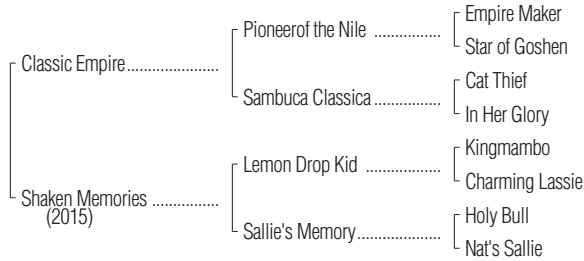 Empire Maker
Pioneerof the Nile ................
Star of Goshen
Classic Empire......................
Cat Thief
Sambuca Classica ................
In Her Glory
Kingmambo
Lemon Drop Kid ..................
Charming Lassie
Shaken Memories ................
(2015)
Holy Bull
Sallie's Memory....................
Nat's Sallie